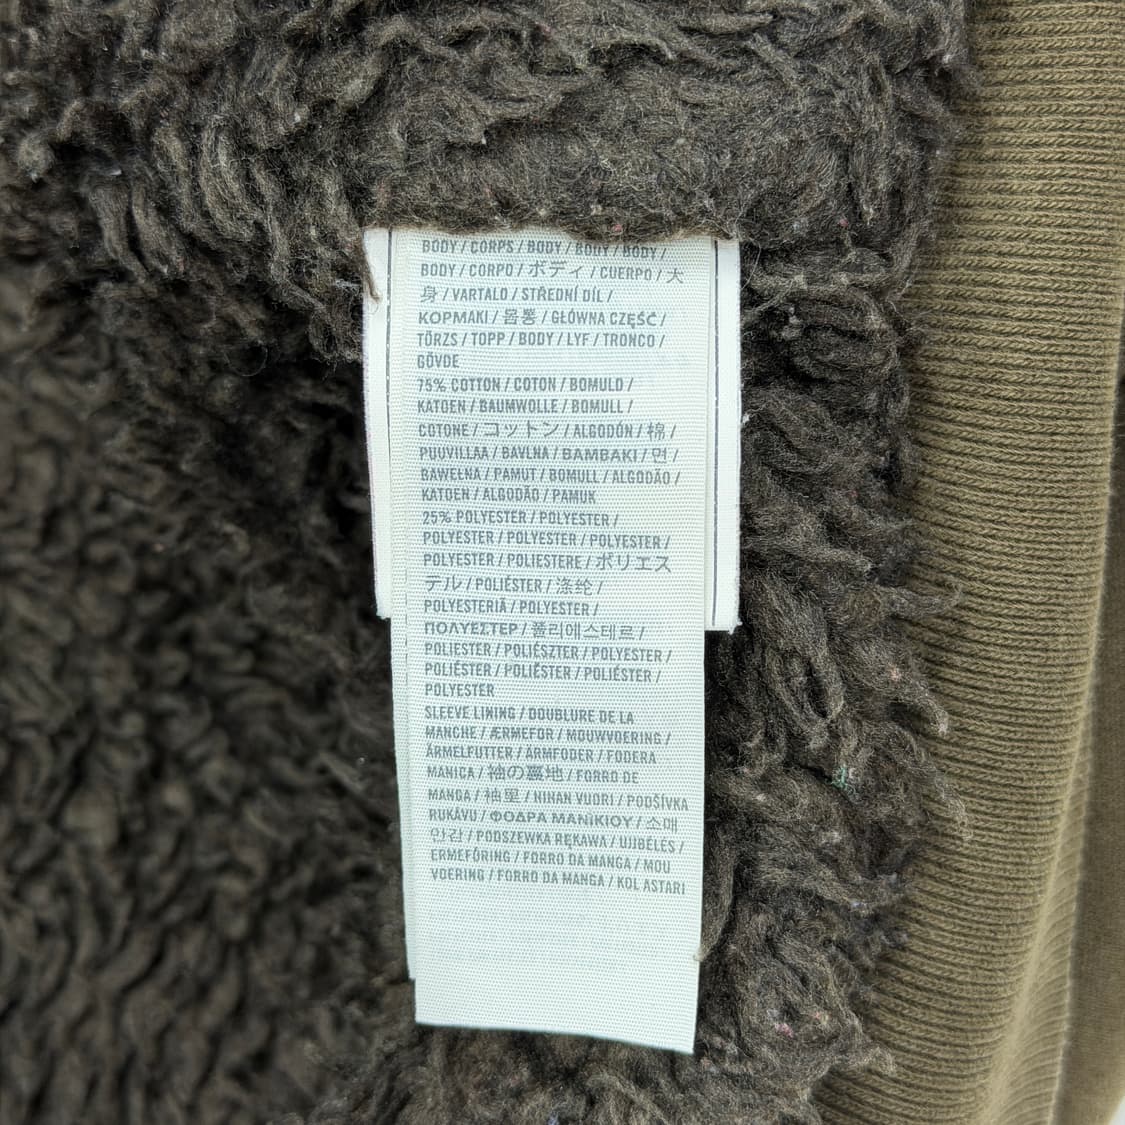 BODY / CORPS / BODY / BODY / BODY /
BODY / CORPO / ボディ / CUERPO / 大
身 / VARTALO / STŘEDNÍ DÍL /
ΚΟΡΜΑΚΙ / 몸통 / GŁÓWNA CZĘŚĆ /
TÖRZS / TOPP / BODY / LYF / TRONCO /
GÖVDE
75% COTTON / COTON / BOMULD /
KATOEN / BAUMWOLLE / BOMULL /
COTONE / コットン / ALGODÓN / 棉 /
PUUVILLAA / BAVLNA / ΒΑΜΒΑΚΙ / 면 /
BAWEŁNA / PAMUT / BOMULL / ALGODÃO /
KATOEN / ALGODÃO / PAMUK
25% POLYESTER / POLYESTER /
POLYESTER / POLYESTER / POLYESTER /
POLYESTER / POLIESTERE / ポリエス
テル / POLIÉSTER / 涤纶 /
POLYESTERIÄ / POLYESTER /
ΠΟΛΥΕΣΤΕΡ / 폴리에스테르 /
POLIESTER / POLIÉSZTER / POLYESTER /
POLIÉSTER / POLIÉSTER / POLIÉSTER /
POLYESTER
SLEEVE LINING / DOUBLURE DE LA
MANCHE / ÆRMEFOR / MOUWVOERING /
ÄRMELFUTTER / ÄRMFODER / FODERA
MANICA / 袖の裏地 / FORRO DE
MANGA / 袖里 / HIHAN VUORI / PODŠÍVKA
RUKÁVU / ΦΟΔΡΑ ΜΑΝΙΚΙΟΥ / 소매
안감 / PODSZEWKA RĘKAWA / UJJBÉLÉS /
ERMEFÔRING / FORRO DA MANGA / MOU
VOERING / FORRO DA MANGA / KOL ASTARI